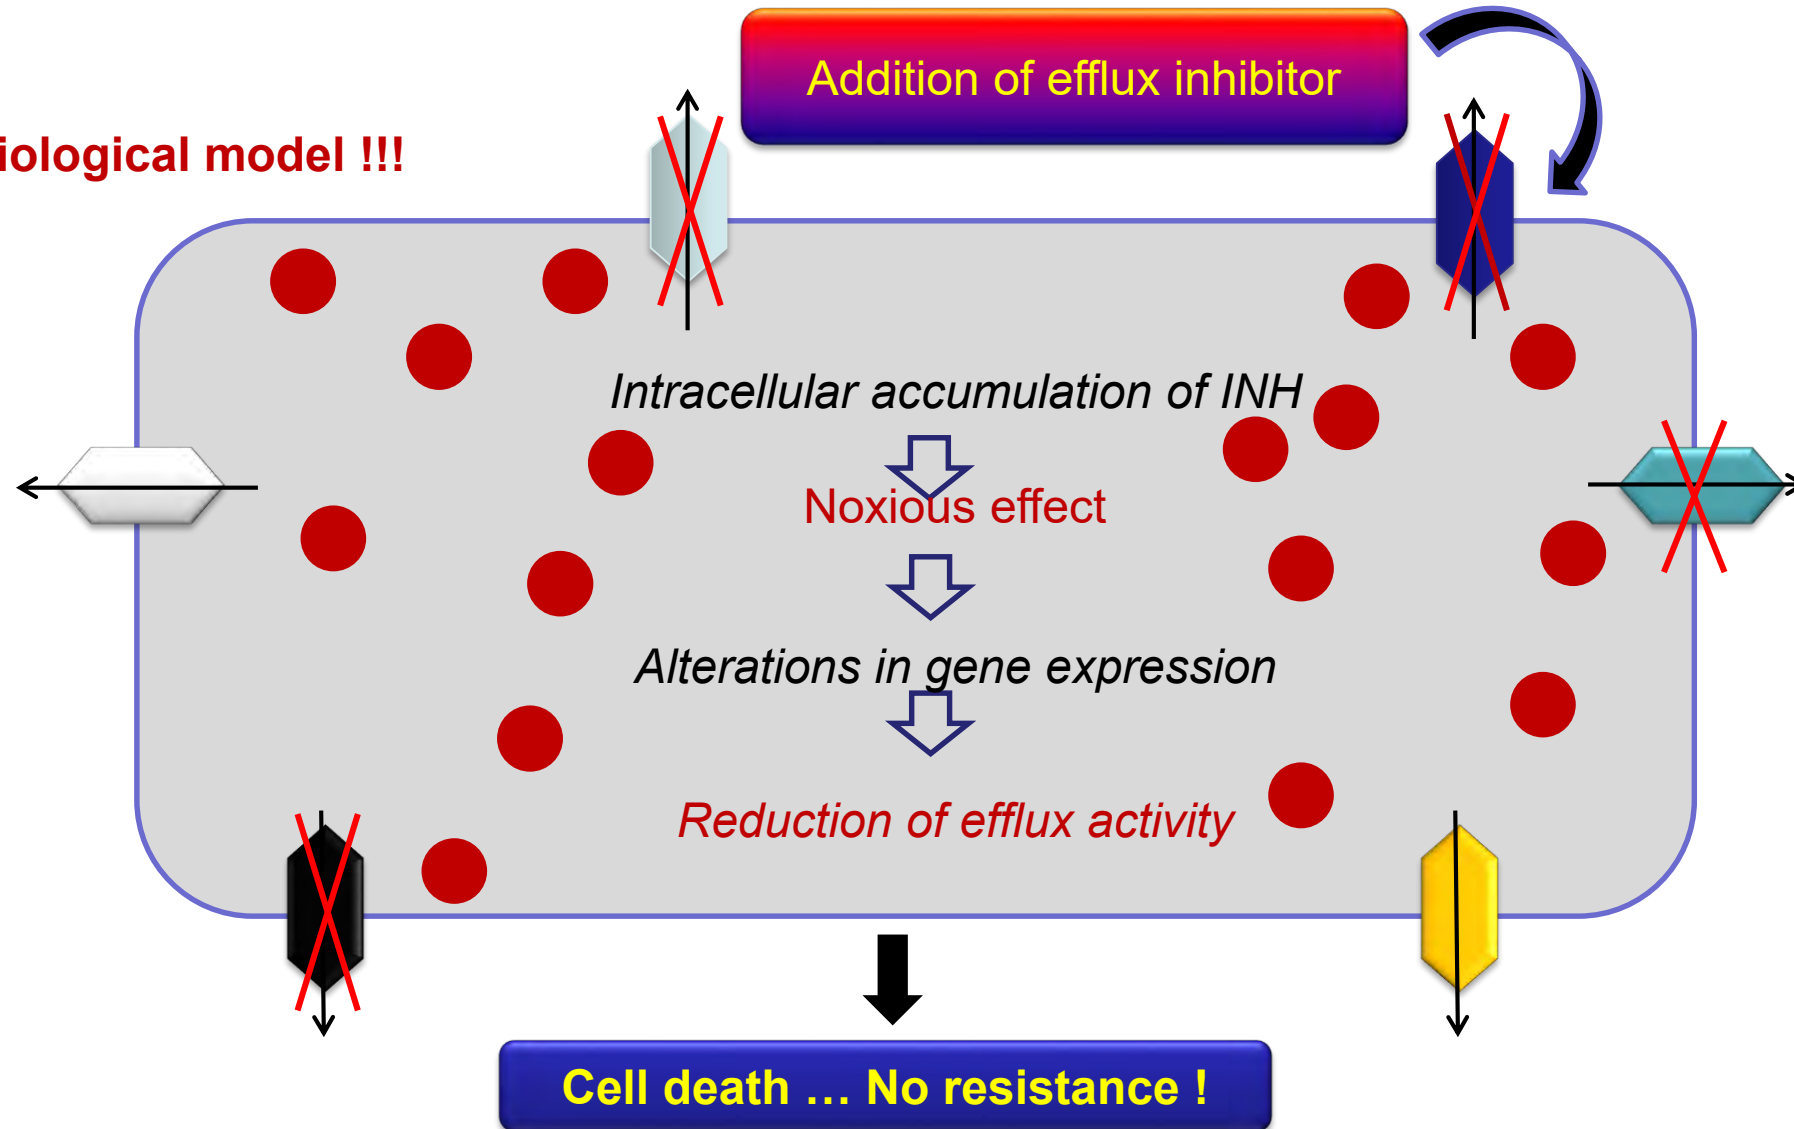 Addition of efflux inhibitor
iological model !!!
Intracellular accumulation of INH
Noxious effect
Alterations in gene expression
Reduction of efflux activity
Cell death … No resistance !